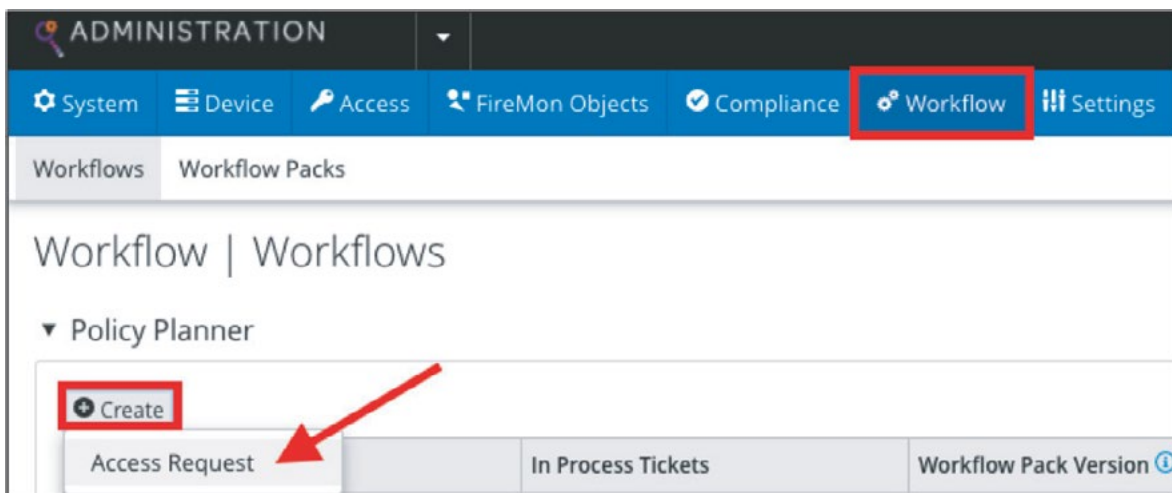 ADMINISTRATION
System Device Access FireMon Objects Compliance Workflow Settings
Workflows Workflow Packs
Workflow | Workflows
Policy Planner
Create
Access Request In Process Tickets Workflow Pack Version